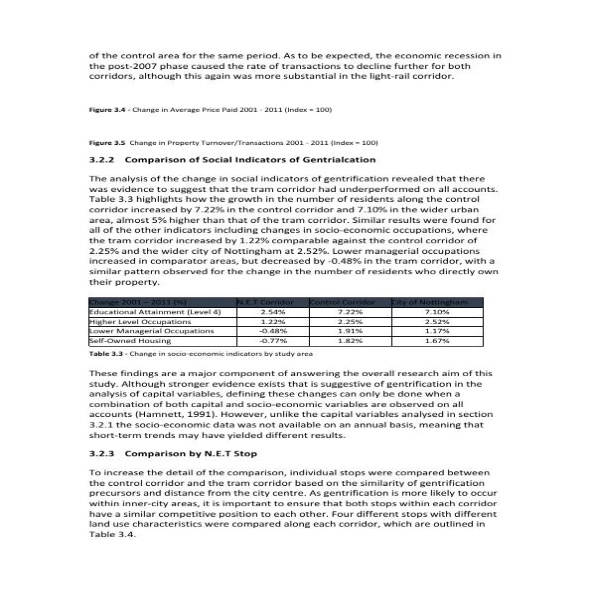 of the control area for the same period. As to be expected, the economic recession in
the post-2007 phase caused the rate of transactions to decline further for both
corridors, although this again was more substantial in the light-rail corridor.
Figure 3.4 - Change in Average Price Paid 2001 - 2011 (Index = 100)
Figure 3.5 Change in Property Turnover/Transactions 2001 - 2011 (Index = 100)
3.2.2 Comparison of Social Indicators of Gentrialcation
The analysis of the change in social indicators of gentrification revealed that there
was evidence to suggest that the tram corridor had underperformed on all accounts.
Table 3.3 highlights how the growth in the number of residents along the control
corridor increased by 7.22% in the control corridor and 7.10% in the wider urban
area, almost 5% higher than that of the tram corridor. Similar results were found for
all of the other indicators including changes in socio-economic occupations, where
the tram corridor increased by 1.22% comparable against the control corridor of
2.25% and the wider city of Nottingham at 2.52%. Lower managerial occupations
increased in comparator areas, but decreased by -0.48% in the tram corridor, with a
similar pattern observed for the change in the number of residents who directly own
their property.
Change 2001 – 2011 (%) N.E.T Corridor Control Corridor City of Nottingham
Educational Attainment (Level 4) 2.54% 7.22% 7.10%
Higher Level Occupations 1.22% 2.25% 2.52%
Lower Managerial Occupations -0.48% 1.91% 1.17%
Self-Owned Housing -0.77% 1.82% 1.67%
Table 3.3 - Change in socio-economic indicators by study area
These findings are a major component of answering the overall research aim of this
study. Although stronger evidence exists that is suggestive of gentrification in the
analysis of capital variables, defining these changes can only be done when a
combination of both capital and socio-economic variables are observed on all
accounts (Hamnett, 1991). However, unlike the capital variables analysed in section
3.2.1 the socio-economic data was not available on an annual basis, meaning that
short-term trends may have yielded different results.
3.2.3 Comparison by N.E.T Stop
To increase the detail of the comparison, individual stops were compared between
the control corridor and the tram corridor based on the similarity of gentrification
precursors and distance from the city centre. As gentrification is more likely to occur
within inner-city areas, it is important to ensure that both stops within each corridor
have a similar competitive position to each other. Four different stops with different
land use characteristics were compared along each corridor, which are outlined in
Table 3.4.